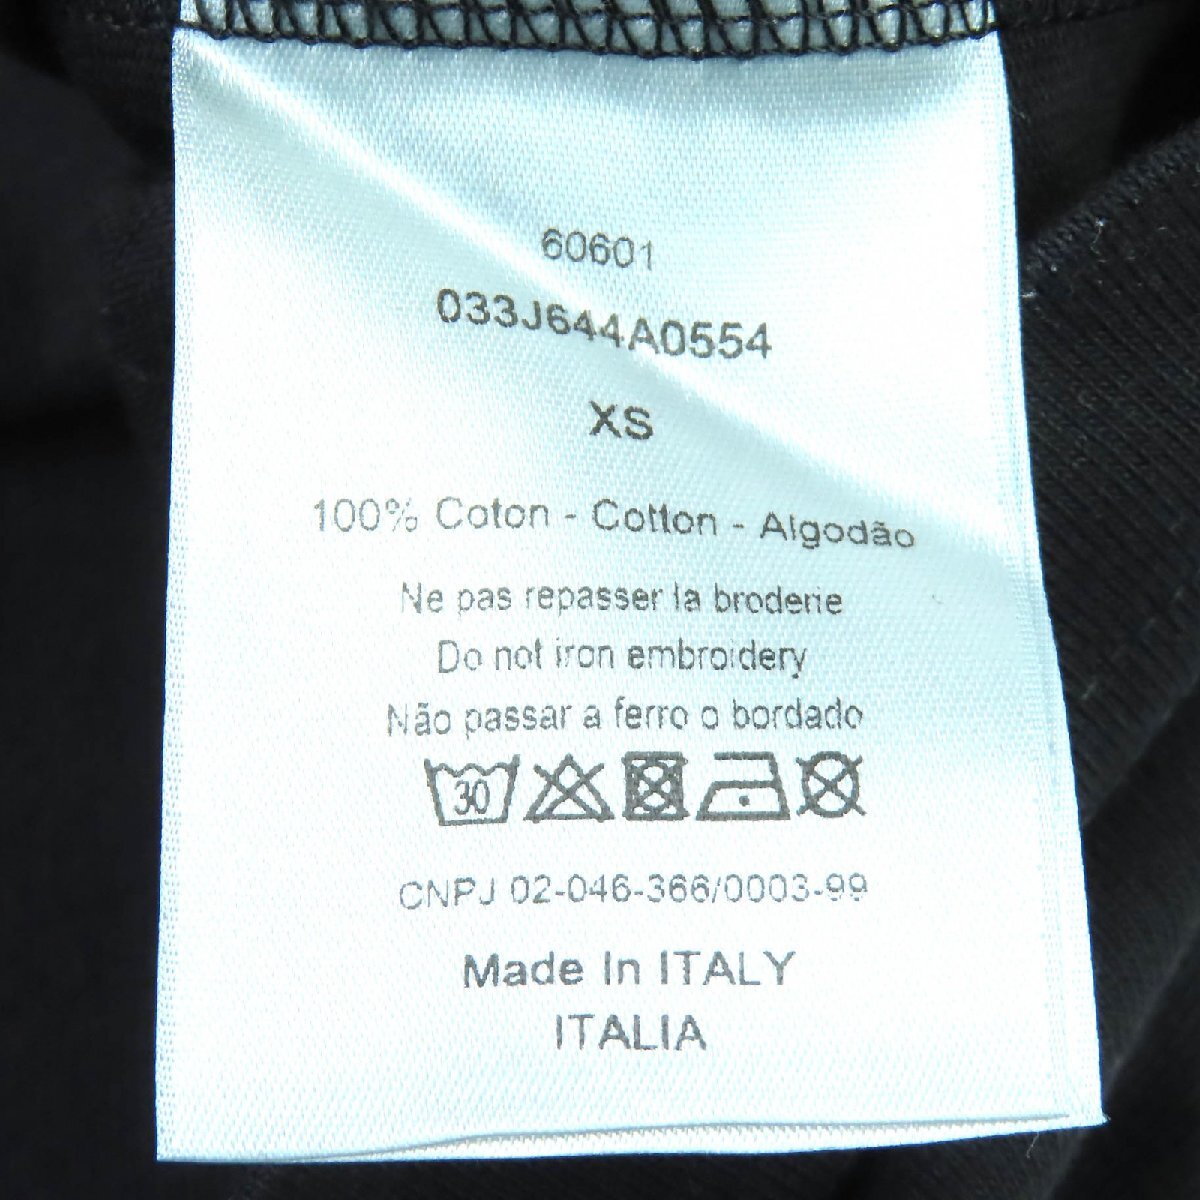 60601
033J644A0554
XS
100% Coton - Cotton - Algodão
Ne pas repasser la broderie
Do not iron embroidery
Não passar a ferro o bordado
30
CNPJ 02-046-366/0003-99
Made In ITALY
ITALIA